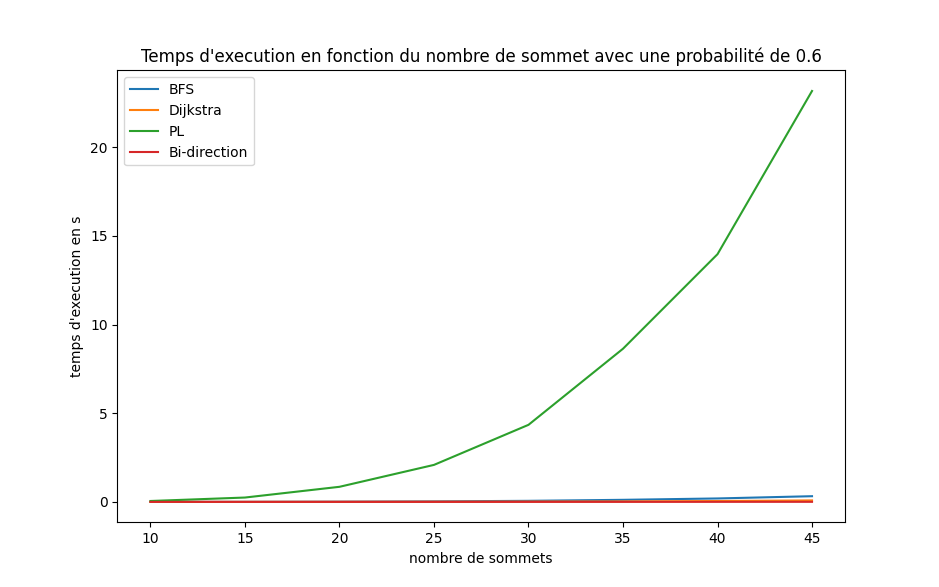 Temps d'execution en fonction du nombre de sommet avec une probabilité de 0.6
BFS
Dijkstra
PL
Bi-direction
20
15
10
5
0
temps d'execution en s
10 15 20 25 30 35 40 45
nombre de sommets